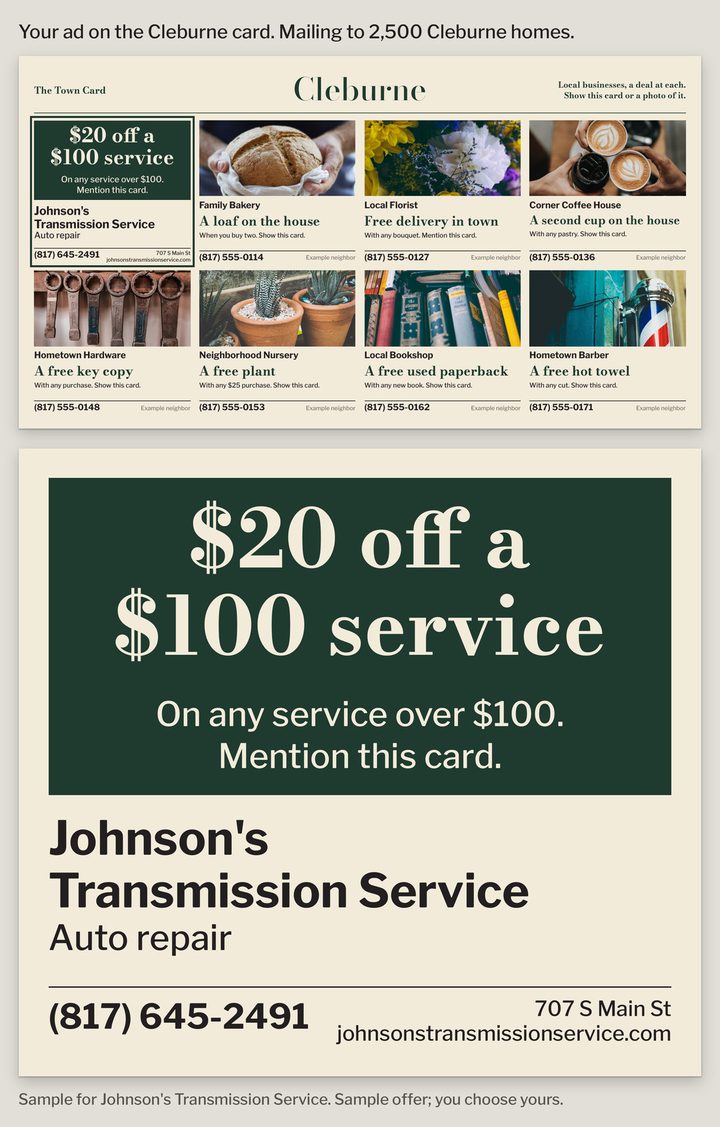 Your ad on the Cleburne card. Mailing to 2,500 Cleburne homes.
The Town Card
Cleburne
Local businesses, a deal at each.
Show this card or a photo of it.
$20 off a
$100 service
On any service over $100.
Mention this card.
Johnson's
Transmission Service
Auto repair
(817) 645-2491
707 S Main St
johnsonstransmissionservice.com
Family Bakery
A loaf on the house
When you buy two. Show this card.
(817) 555-0114
Example neighbor
Local Florist
Free delivery in town
With any bouquet. Mention this card.
(817) 555-0127
Example neighbor
Corner Coffee House
A second cup on the house
With any pastry. Show this card.
(817) 555-0136
Example neighbor
Hometown Hardware
A free key copy
With any purchase. Show this card.
(817) 555-0148
Example neighbor
Neighborhood Nursery
A free plant
With any $25 purchase. Show this card.
(817) 555-0153
Example neighbor
Local Bookshop
A free used paperback
With any new book. Show this card.
(817) 555-0162
Example neighbor
Hometown Barber
A free hot towel
With any cut. Show this card.
(817) 555-0171
Example neighbor
$20 off a
$100 service
On any service over $100.
Mention this card.
Johnson's
Transmission Service
Auto repair
(817) 645-2491
707 S Main St
johnsonstransmissionservice.com
Sample for Johnson's Transmission Service. Sample offer; you choose yours.